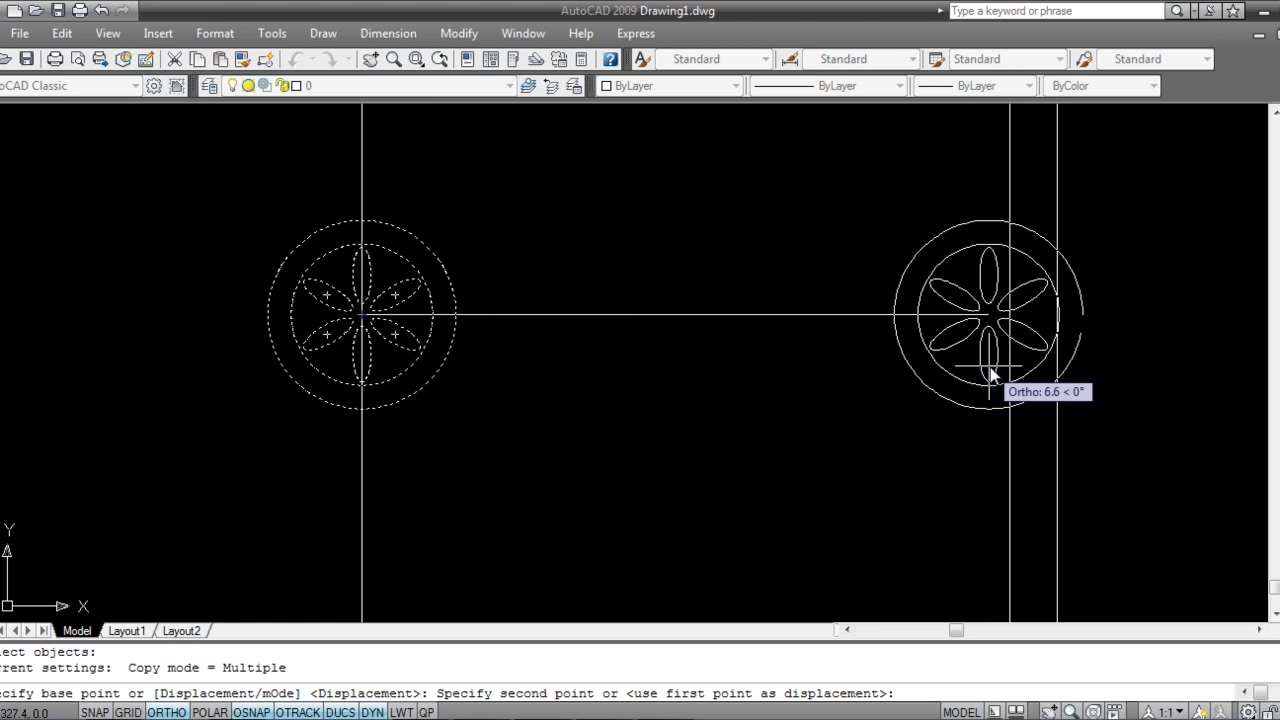 AutoCAD 2009 Drawing1.dwg
Type a keyword or phrase
File Edit View Insert Format Tools Draw Dimension Modify Window Help Express
Standard Standard Standard Standard
oCAD Classic 0 ByLayer ByLayer ByLayer ByColor
Ortho: 6.6 < 0°
Y
X
Model Layout1 Layout2
lect objects:
rrent settings: Copy mode = Multiple
ecify base point or [Displacement/mOde] <Displacement>: Specify second point or <use first point as displacement>:
327.4, 0.0 SNAP GRID ORTHO POLAR OSNAP OTRACK DUCS DYN LWT QP MODEL 1:1